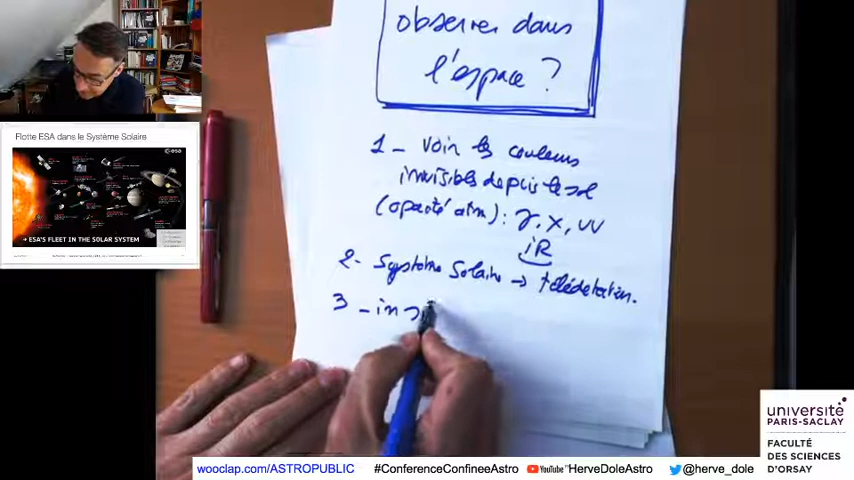 observer dans
l'espace ?
1 - voir les couleurs
invisibles depuis le sol
(opacité atm) : γ, X, UV
iR
2 - Système Solaire → télédétection.
3 - in
Flotte ESA dans le Système Solaire
esa
→ ESA'S FLEET IN THE SOLAR SYSTEM
université
PARIS-SACLAY
FACULTÉ
DES SCIENCES
D'ORSAY
wooclap.com/ASTROPUBLIC #ConferenceConfineeAstro YouTube/HerveDoleAstro @herve_dole